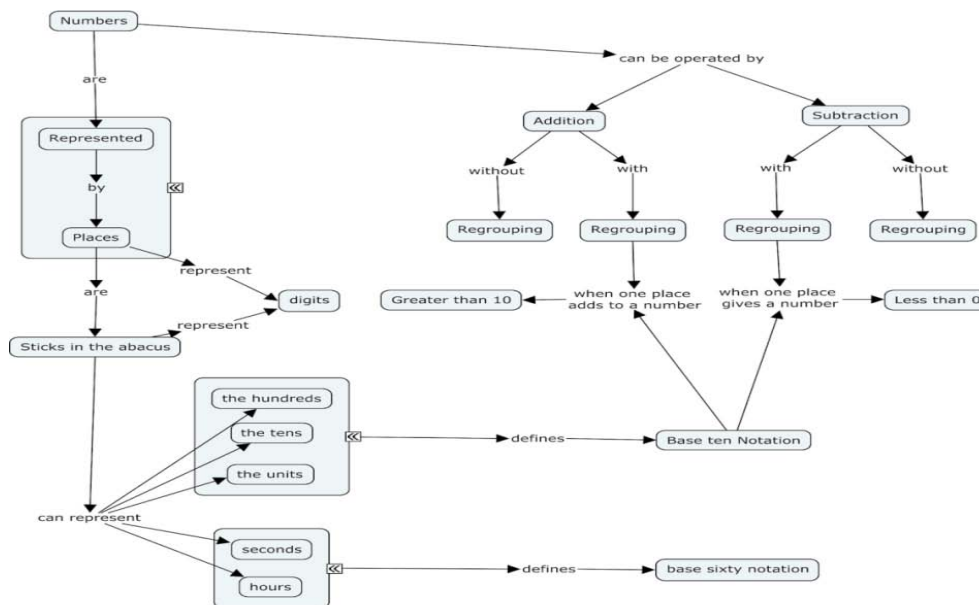 Numbers
can be operated by
are
Addition
Subtraction
Represented
without
with
with
without
by
Regrouping
Regrouping
Regrouping
Regrouping
Places
represent
are
digits
Greater than 10
when one place
adds to a number
when one place
gives a number
Less than 0
represent
Sticks in the abacus
the hundreds
the tens
defines
Base ten Notation
the units
can represent
seconds
defines
base sixty notation
hours